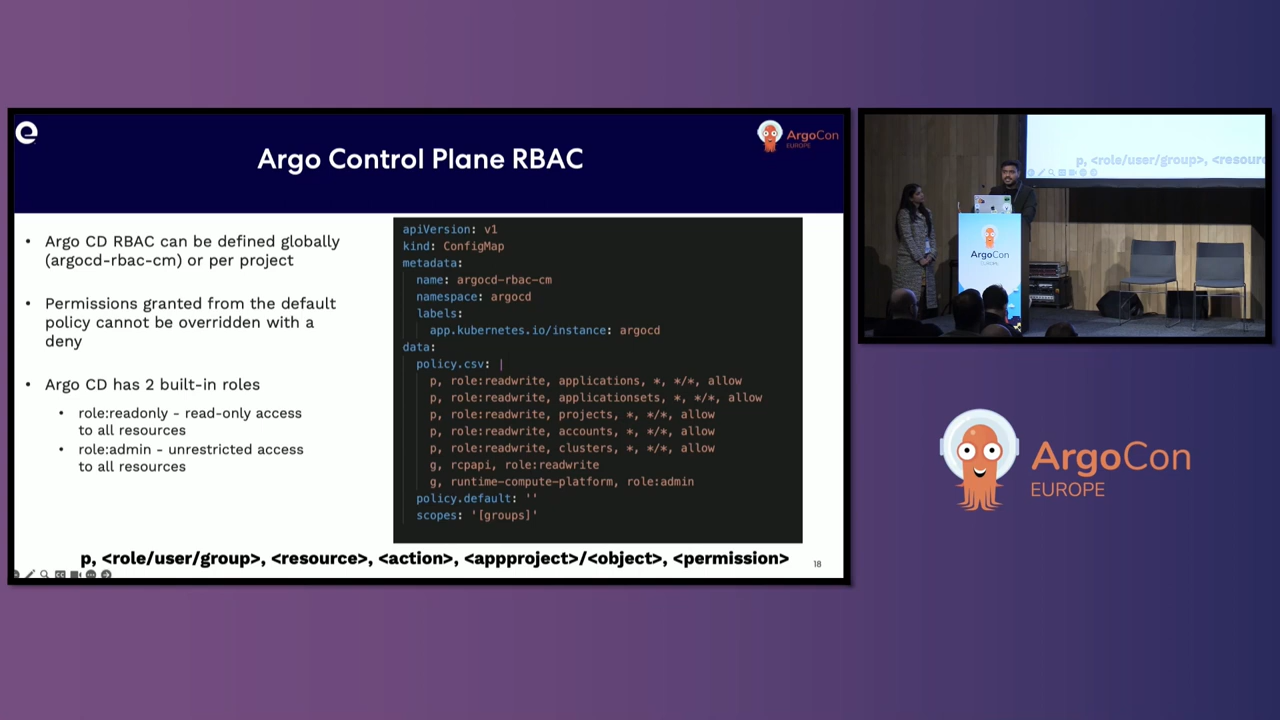 Argo Control Plane RBAC
ArgoCon
EUROPE
• Argo CD RBAC can be defined globally
(argocd-rbac-cm) or per project
• Permissions granted from the default
policy cannot be overridden with a
deny
• Argo CD has 2 built-in roles
• role:readonly - read-only access
to all resources
• role:admin - unrestricted access
to all resources
apiVersion: v1
kind: ConfigMap
metadata:
name: argocd-rbac-cm
namespace: argocd
labels:
app.kubernetes.io/instance: argocd
data:
policy.csv: |
p, role:readwrite, applications, *, */*, allow
p, role:readwrite, applicationsets, *, */*, allow
p, role:readwrite, projects, *, */*, allow
p, role:readwrite, accounts, *, */*, allow
p, role:readwrite, clusters, *, */*, allow
g, rcpapi, role:readwrite
g, runtime-compute-platform, role:admin
policy.default: ''
scopes: '[groups]'
p, <role/user/group>, <resource>, <action>, <appproject>/<object>, <permission>
18
p, <role/user/group>, <resour
ArgoCon
EUROPE
ArgoCon
EUROPE